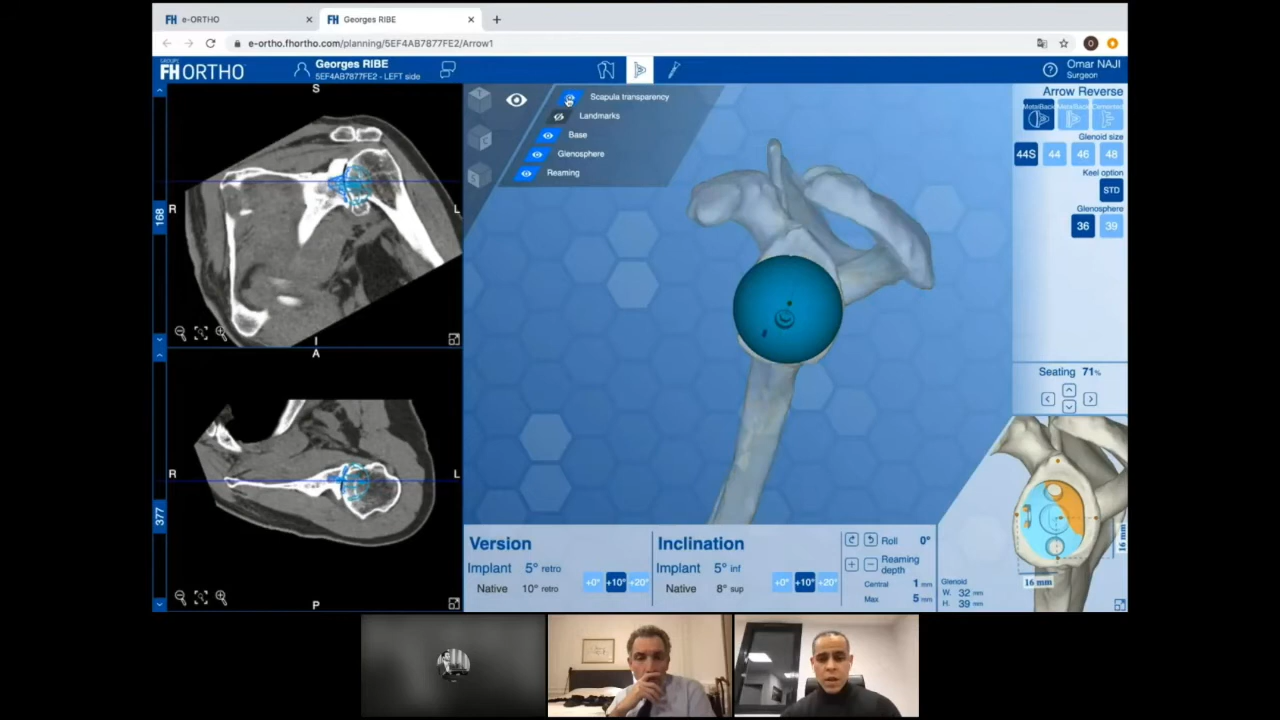 e-ORTHO
Georges RIBE
e-ortho.fhortho.com/planning/5EF4AB7877FE2/Arrow1
GROUPE
FH ORTHO
Georges RIBE
5EF4AB7877FE2 - LEFT side
Omar NAJI
Surgeon
S
R
L
I
168
A
R
L
P
377
Scapula transparency
Landmarks
Base
Glenosphere
Reaming
Arrow Reverse
MetalBack
MetalBack
Cemented
Glenoid size
44S 44 46 48
Keel option
STD
Glenosphere
36 39
Seating 71%
16 mm
16 mm
Glenoid
W. 32 mm
H. 39 mm
Version
Implant 5° retro
Native 10° retro
+0° +10° +20°
Inclination
Implant 5° inf
Native 8° sup
+0° +10° +20°
Roll 0°
Reaming depth
Central 1 mm
Max 5 mm